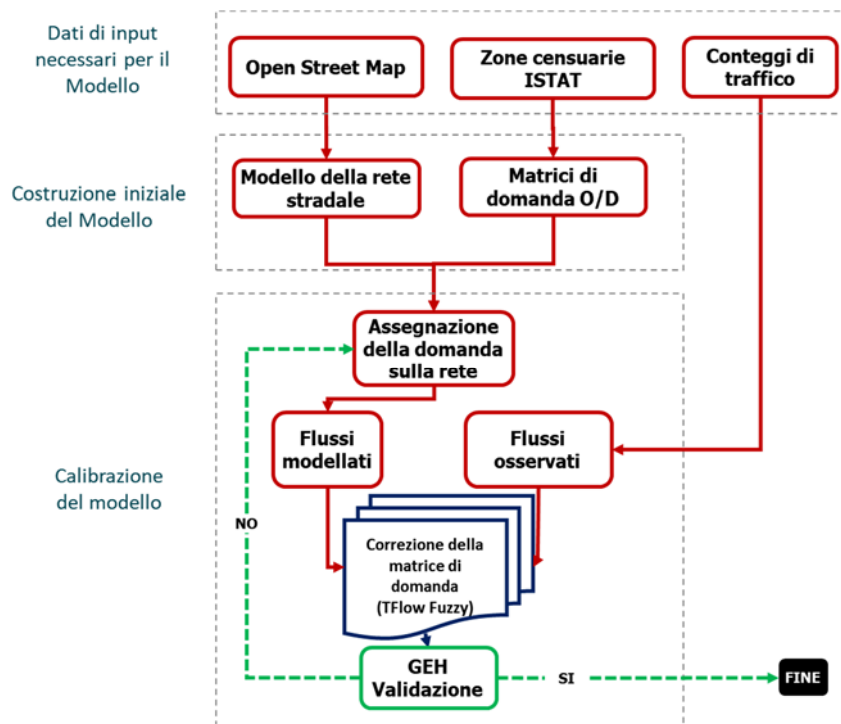 Dati di input
necessari per il
Modello
Open Street Map
Zone censuarie
ISTAT
Conteggi di
traffico
Costruzione iniziale
del Modello
Modello della rete
stradale
Matrici di
domanda O/D
Assegnazione
della domanda
sulla rete
Flussi
modellati
Flussi
osservati
Calibrazione
del modello
NO
Correzione della
matrice di
domanda
(TFlow Fuzzy)
GEH
Validazione
SI
FINE